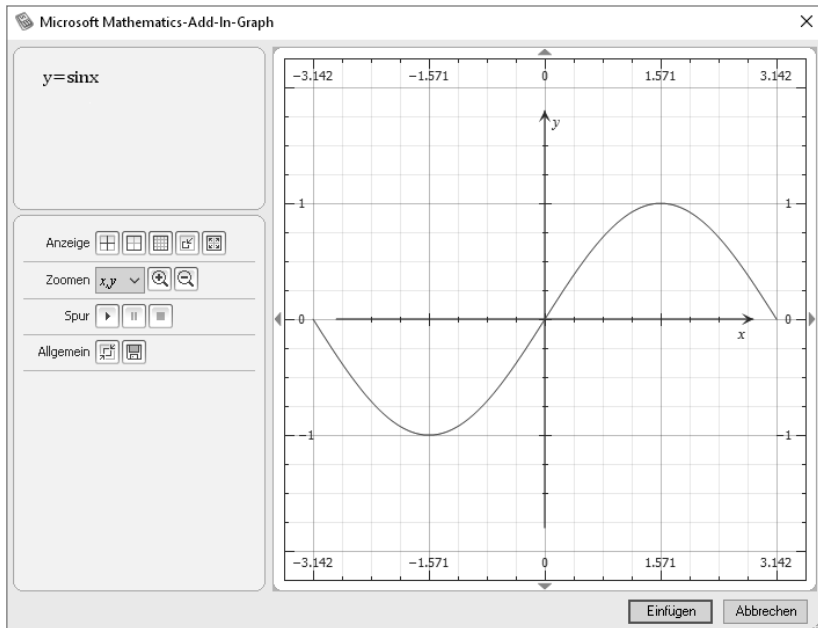 Microsoft Mathematics-Add-In-Graph
y=sinx
Anzeige
Zoomen x,y
Spur
Allgemein
−3.142 −1.571 0 1.571 3.142
y
1 1
0 0
x
−1 −1
−3.142 −1.571 0 1.571 3.142
Einfügen Abbrechen